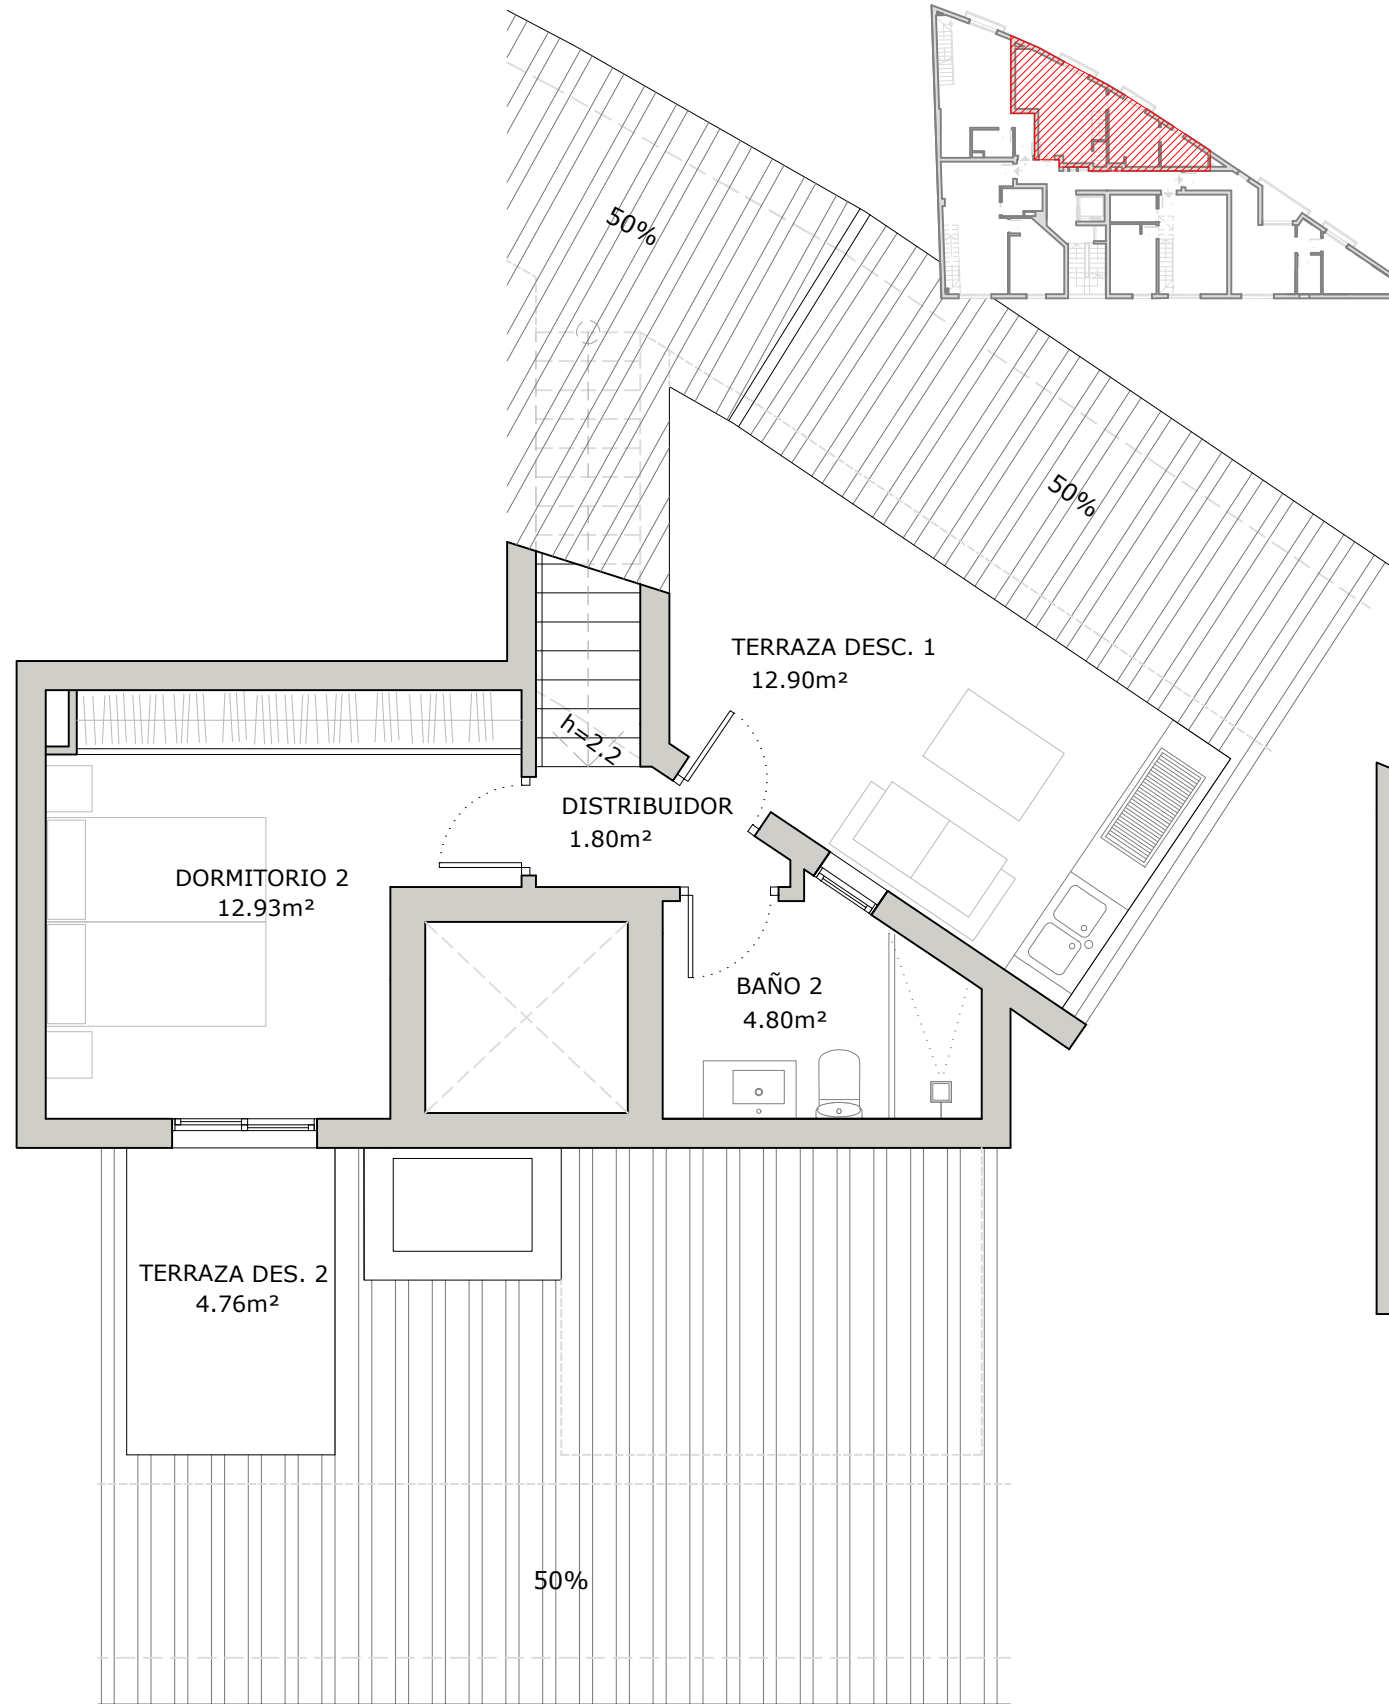 50%
50%
TERRAZA DESC. 1
12.90m²
h=2.2
DISTRIBUIDOR
1.80m²
DORMITORIO 2
12.93m²
BAÑO 2
4.80m²
TERRAZA DES. 2
4.76m²
50%